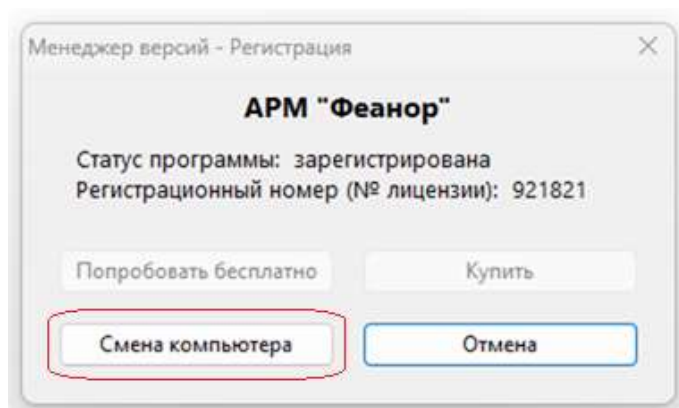 Менеджер версий - Регистрация
АРМ "Феанор"
Статус программы: зарегистрирована
Регистрационный номер (№ лицензии): 921821
Попробовать бесплатно
Купить
Смена компьютера
Отмена